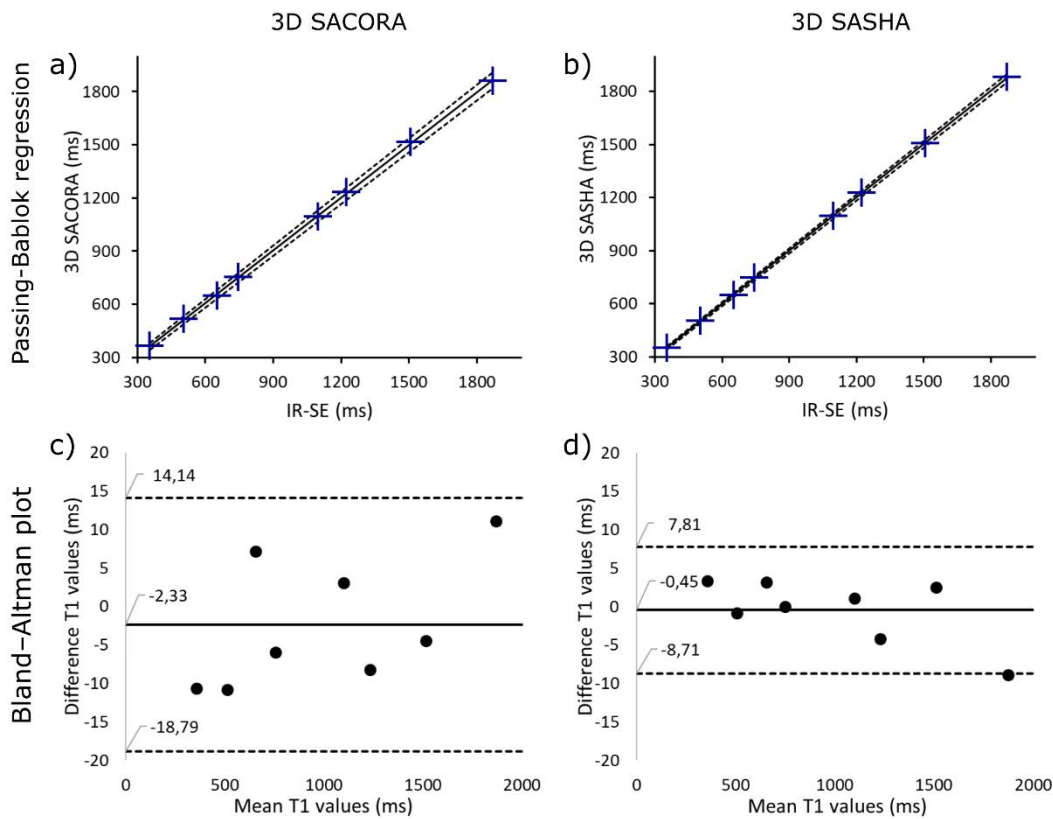 3D SACORA
3D SASHA
Passing-Bablok regression
a)
3D SACORA (ms)
1800
1500
1200
900
600
300
300 600 900 1200 1500 1800
IR-SE (ms)
b)
3D SASHA (ms)
1800
1500
1200
900
600
300
300 600 900 1200 1500 1800
IR-SE (ms)
Bland–Altman plot
c)
Difference T1 values (ms)
20
15
10
5
0
-5
-10
-15
-20
14,14
-2,33
-18,79
0 500 1000 1500 2000
Mean T1 values (ms)
d)
Difference T1 values (ms)
20
15
10
5
0
-5
-10
-15
-20
7,81
-0,45
-8,71
0 500 1000 1500 2000
Mean T1 values (ms)